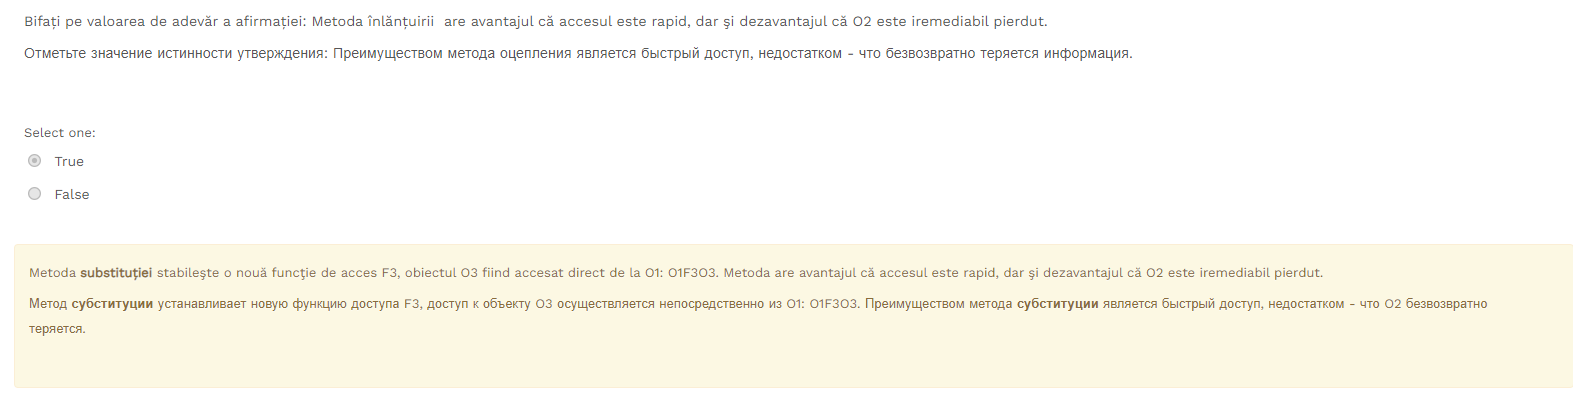 Bifați pe valoarea de adevăr a afirmației: Metoda înlănțuirii  are avantajul că accesul este rapid, dar şi dezavantajul că O2 este iremediabil pierdut.
Отметьте значение истинности утверждения: Преимуществом метода оцепления является быстрый доступ, недостатком - что безвозвратно теряется информация.
Select one:
True
False
Metoda substituției stabileşte o nouă funcţie de acces F3, obiectul O3 fiind accesat direct de la O1: O1F3O3. Metoda are avantajul că accesul este rapid, dar şi dezavantajul că O2 este iremediabil pierdut.
Метод субституции устанавливает новую функцию доступа F3, доступ к объекту O3 осуществляется непосредственно из O1: O1F3O3. Преимуществом метода субституции является быстрый доступ, недостатком - что O2 безвозвратно
теряется.